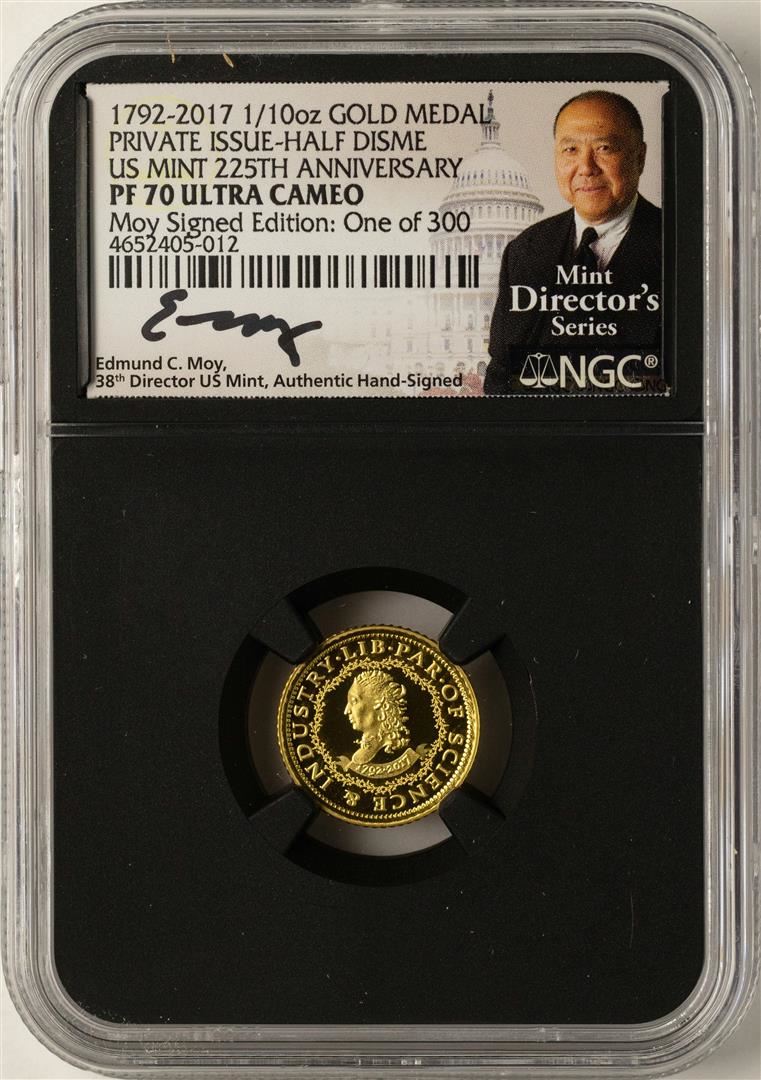 1792-2017 1/10oz GOLD MEDAL
PRIVATE ISSUE-HALF DISME
US MINT 225TH ANNIVERSARY
PF 70 ULTRA CAMEO
Moy Signed Edition: One of 300
4652405-012
Edmund C. Moy,
38th Director US Mint, Authentic Hand-Signed
Mint
Director's
Series
NGC®
LIB·PAR·OF SCIENCE & INDUSTRY·
1792-2017